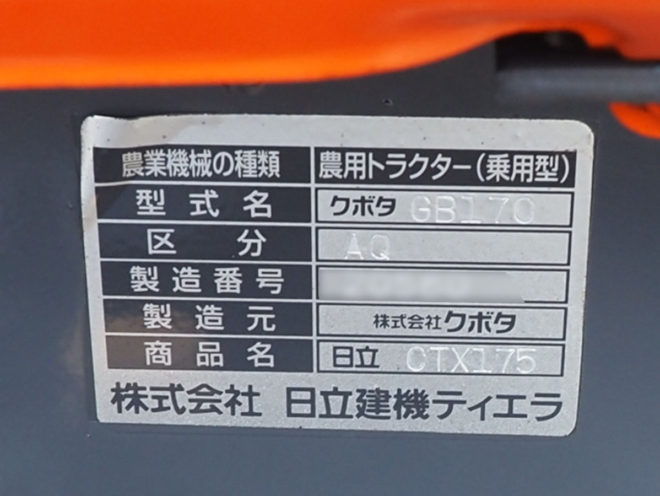 農業機械の種類 農用トラクター(乗用型)
型式名 クボタ GB170
区分 AQ
製造番号
製造元 株式会社クボタ
商品名 日立 CTX175
株式会社 日立建機ティエラ